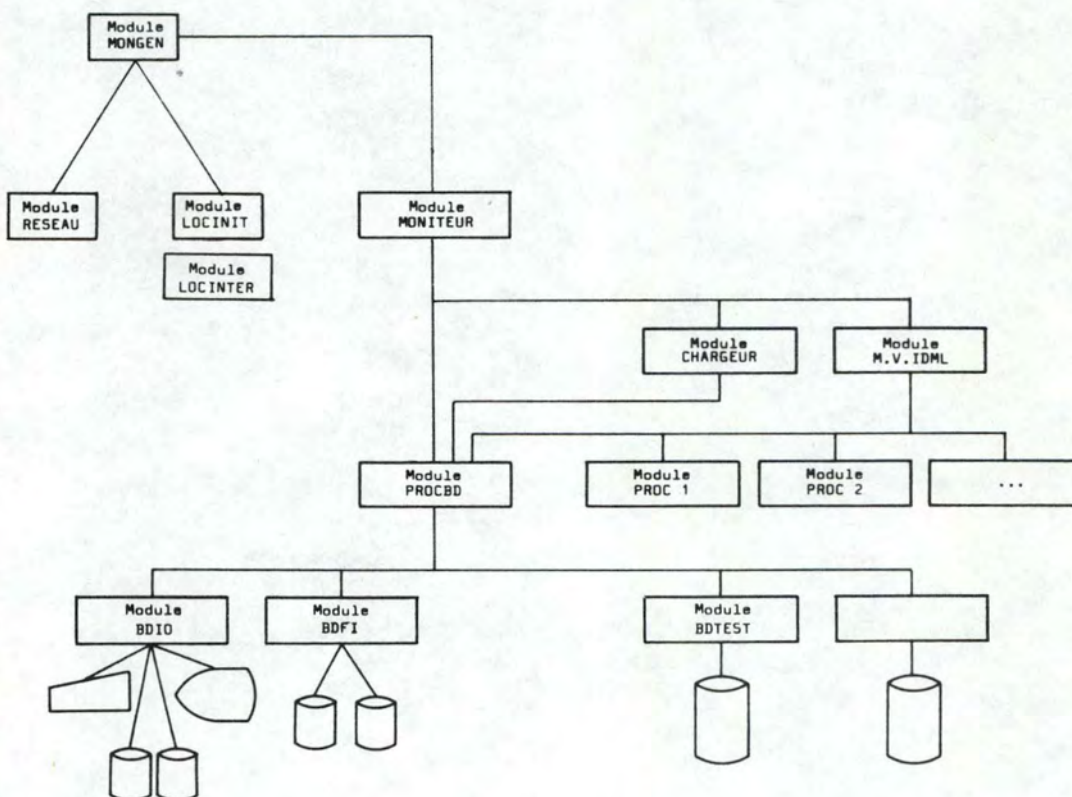 Module
MONGEN
Module
RESEAU
Module
LOCINIT
Module
MONITEUR
Module
LOCINTER
Module
CHARGEUR
Module
M.V.IDML
Module
PROCBD
Module
PROC 1
Module
PROC 2
...
Module
BDIO
Module
BDFI
Module
BDTEST